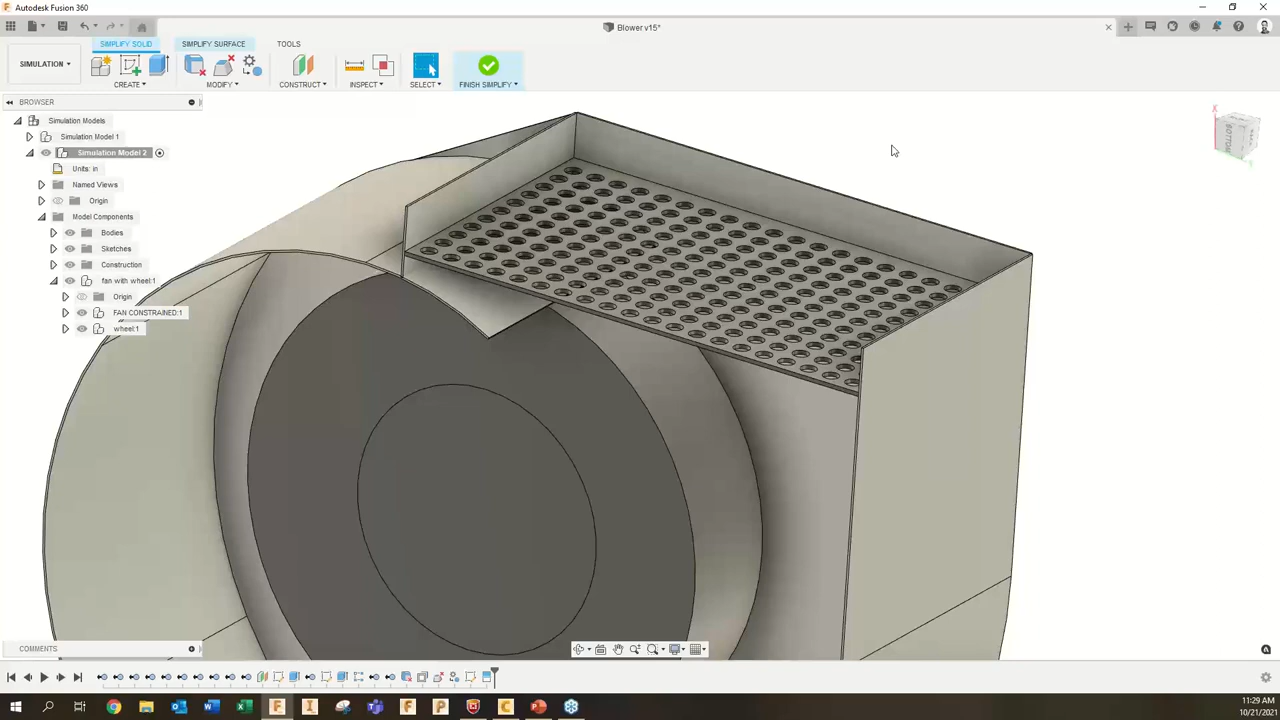 Autodesk Fusion 360
Blower v15*
SIMPLIFY SOLID
SIMPLIFY SURFACE
TOOLS
SIMULATION
CREATE
MODIFY
CONSTRUCT
INSPECT
SELECT
FINISH SIMPLIFY
BROWSER
Simulation Models
Simulation Model 1
Simulation Model 2
Units: in
Named Views
Origin
Model Components
Bodies
Sketches
Construction
fan with wheel:1
Origin
FAN CONSTRAINED:1
wheel:1
X
BOTTOM
COMMENTS
11:29 AM
10/21/2021